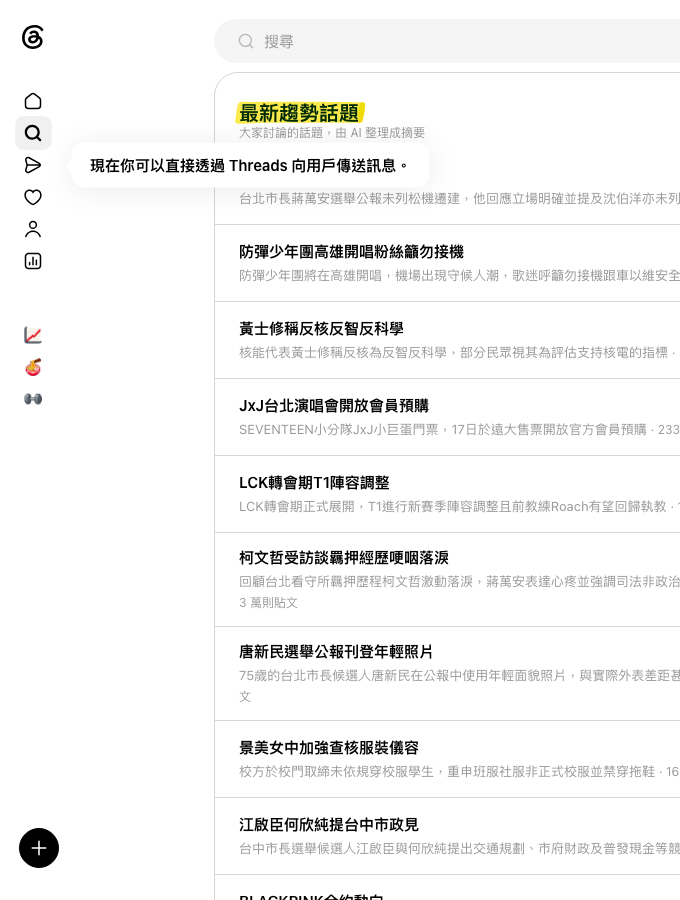 搜尋
最新趨勢話題
大家討論的話題，由 AI 整理成摘要
現在你可以直接透過 Threads 向用戶傳送訊息。
台北市長蔣萬安選舉公報未列松機遷建，他回應立場明確並提及沈伯洋亦未列
防彈少年團高雄開唱粉絲籲勿接機
防彈少年團將在高雄開唱，機場出現守候人潮，歌迷呼籲勿接機跟車以維安全
黃士修稱反核反智反科學
核能代表黃士修稱反核為反智反科學，部分民眾視其為評估支持核電的指標 ·
JxJ台北演唱會開放會員預購
SEVENTEEN小分隊JxJ小巨蛋門票，17日於遠大售票開放官方會員預購 · 233
LCK轉會期T1陣容調整
LCK轉會期正式展開，T1進行新賽季陣容調整且前教練Roach有望回歸執教 · 1
柯文哲受訪談羈押經歷哽咽落淚
回顧台北看守所羈押歷程柯文哲激動落淚，蔣萬安表達心疼並強調司法非政治
3 萬則貼文
唐新民選舉公報刊登年輕照片
75歲的台北市長候選人唐新民在公報中使用年輕面貌照片，與實際外表差距甚
文
景美女中加強查核服裝儀容
校方於校門取締未依規穿校服學生，重申班服社服非正式校服並禁穿拖鞋 · 16
江啟臣何欣純提台中市政見
台中市長選舉候選人江啟臣與何欣純提出交通規劃、市府財政及普發現金等競
BLACKPINK合約動向